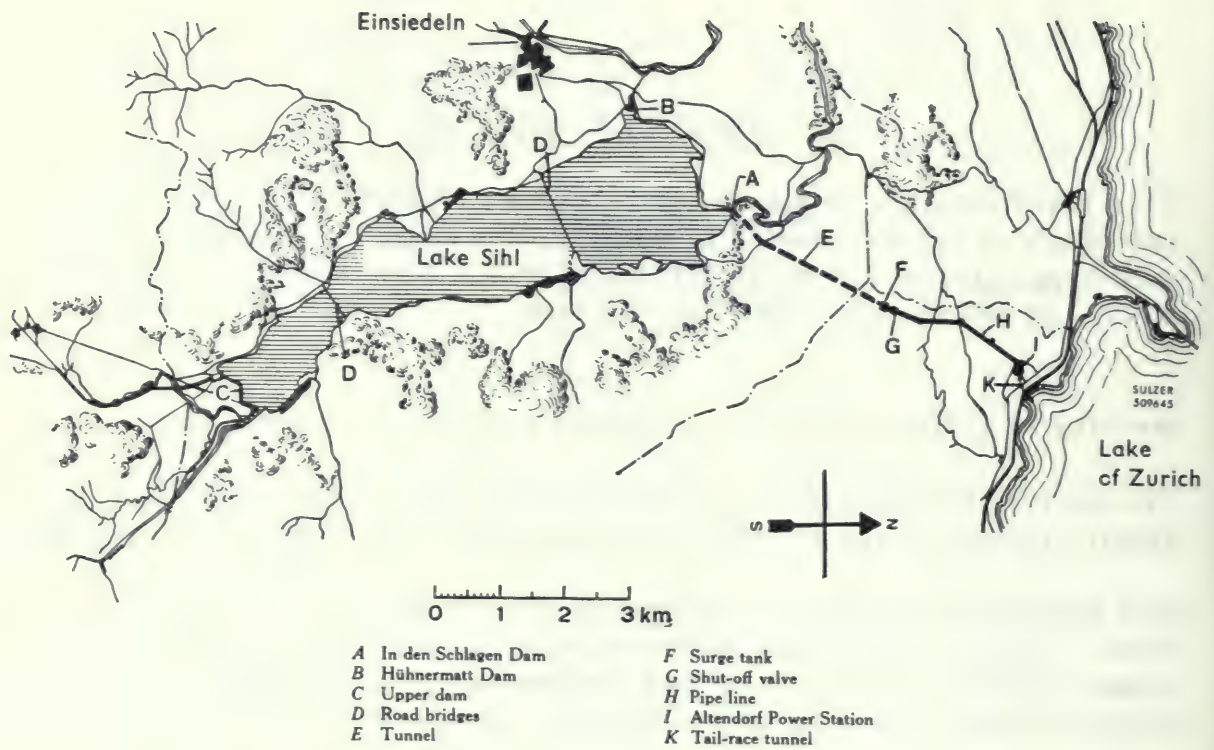 Einsiedeln
B
D
A
E
Lake Sihl
F
H
G
D
K
C
SULZER
509645
Lake
of Zurich
S N
0 1 2 3 km
A In den Schlagen Dam
B Hühnermatt Dam
C Upper dam
D Road bridges
E Tunnel
F Surge tank
G Shut-off valve
H Pipe line
I Altendorf Power Station
K Tail-race tunnel